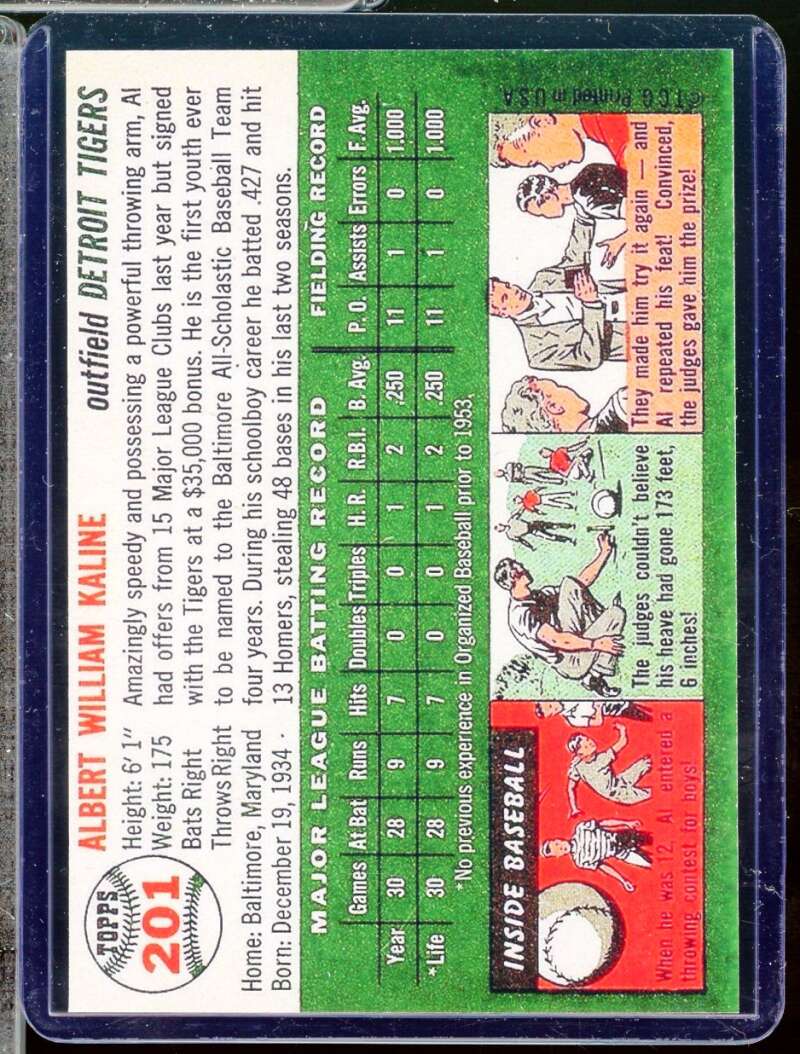 TOPPS
201
ALBERT WILLIAM KALINE
outfield DETROIT TIGERS
Height: 6' 1"
Weight: 175
Bats Right
Throws Right
Home: Baltimore, Maryland
Born: December 19, 1934 ·
Amazingly speedy and possessing a powerful throwing arm, Al
had offers from 15 Major League Clubs last year but signed
with the Tigers at a $35,000 bonus. He is the first youth ever
to be named to the Baltimore All-Scholastic Baseball Team
four years. During his schoolboy career he batted .427 and hit
13 Homers, stealing 48 bases in his last two seasons.
MAJOR LEAGUE BATTING RECORD FIELDING RECORD
Games At Bat Runs Hits Doubles Triples H.R. R.B.I. B. Avg. P. O. Assists Errors F. Avg.
Year 30 28 9 7 0 0 1 2 .250 11 1 0 1.000
*Life 30 28 9 7 0 0 1 2 .250 11 1 0 1.000
*No previous experience in Organized Baseball prior to 1953.
©T.C.G. Printed in U.S.A.
INSIDE BASEBALL
When he was 12, Al entered a
throwing contest for boys!
The judges couldn't believe
his heave had gone 173 feet,
6 inches!
They made him try it again — and
Al repeated his feat! Convinced,
the judges gave him the prize!